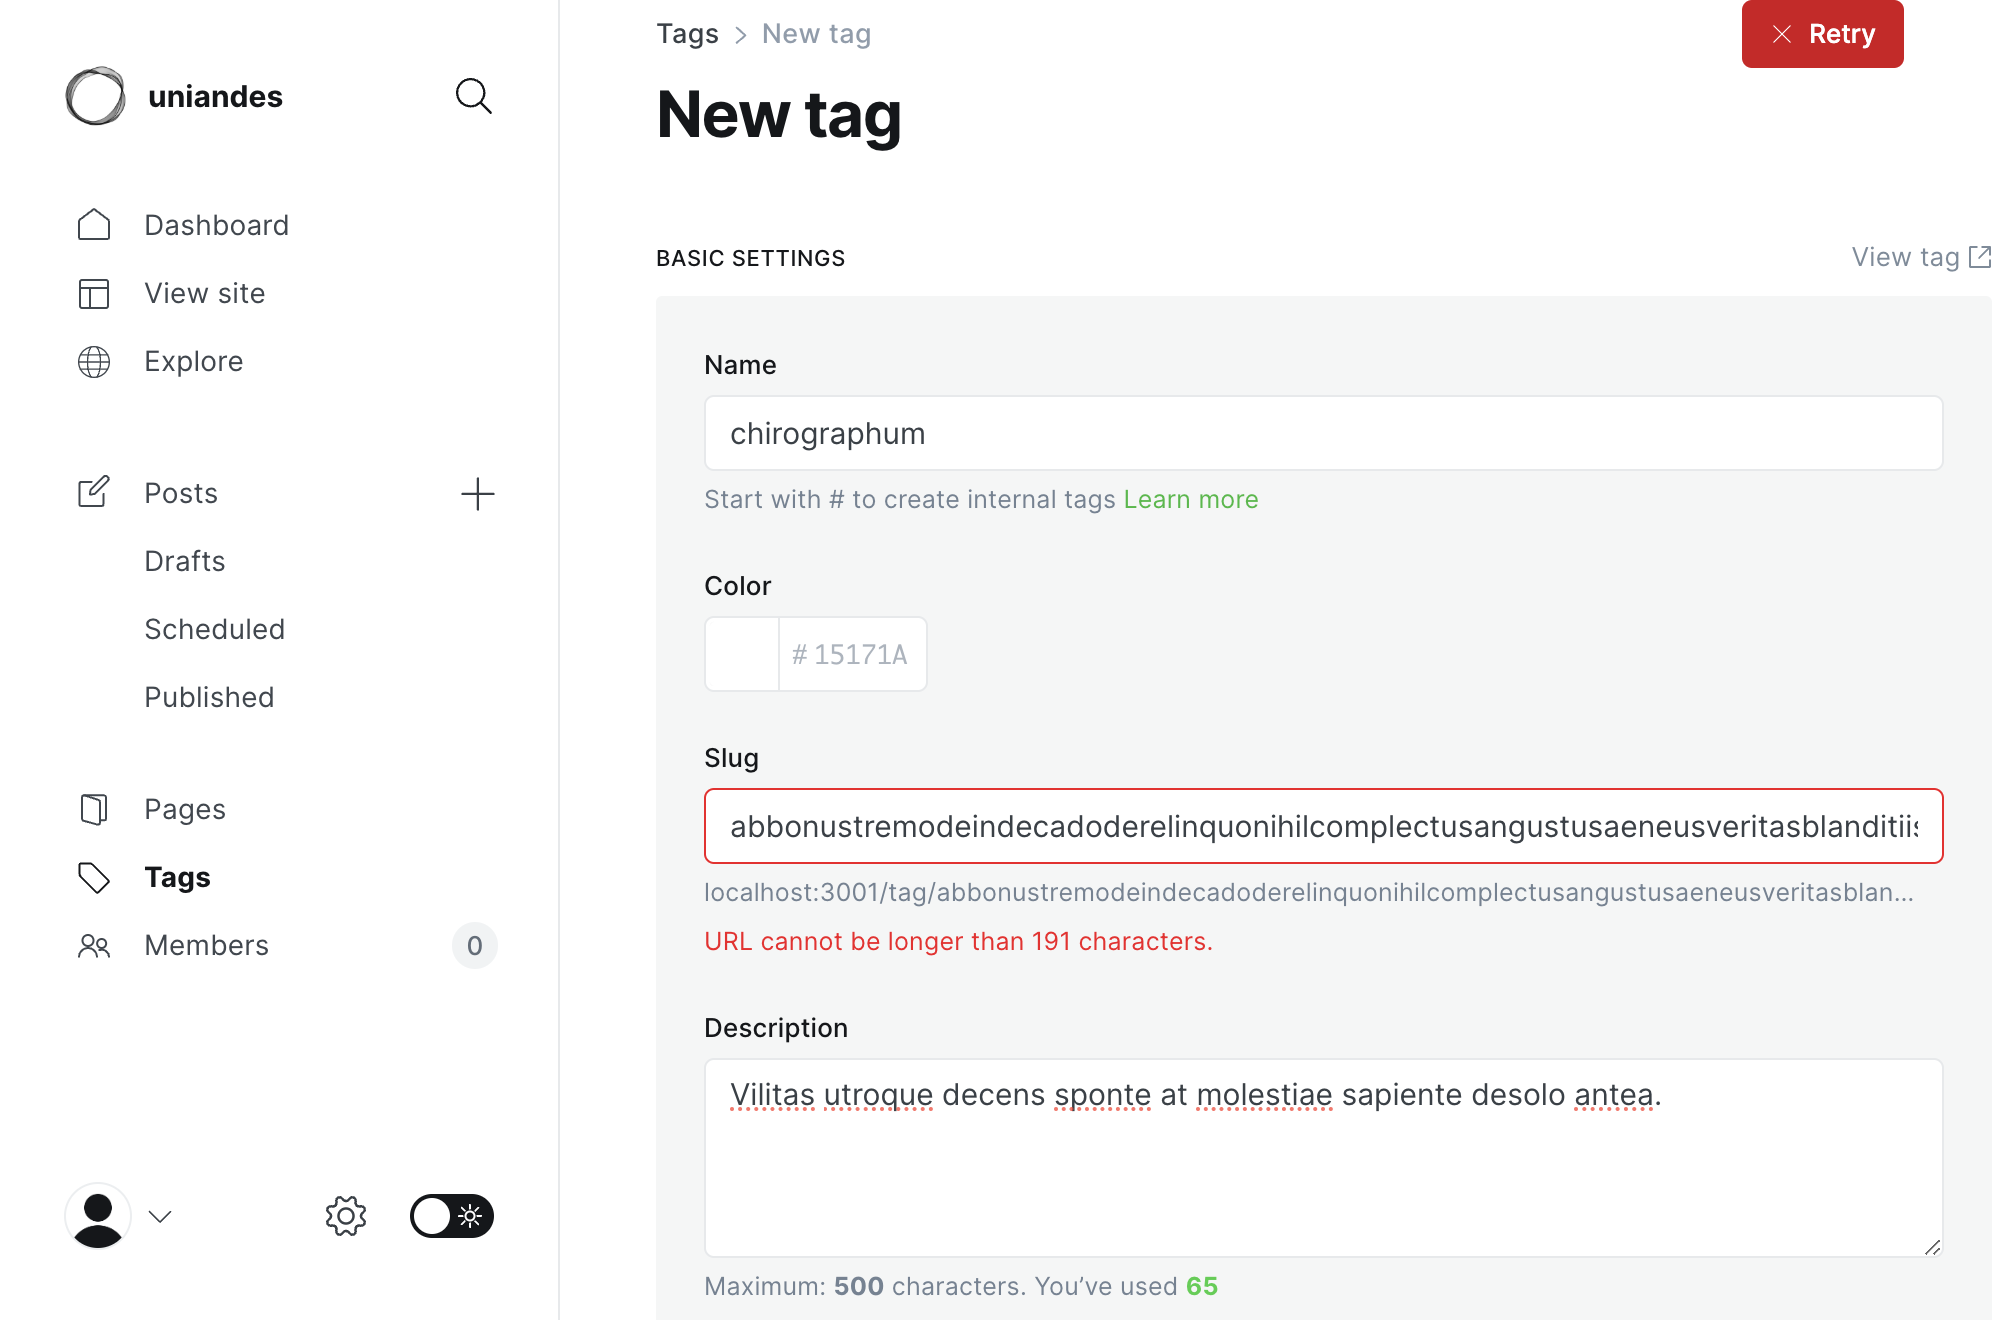 uniandes
Dashboard
View site
Explore
Posts
Drafts
Scheduled
Published
Pages
Tags
Members 0
Tags > New tag
Retry
New tag
BASIC SETTINGS
View tag
Name
chirographum
Start with # to create internal tags Learn more
Color
# 15171A
Slug
abbonustremodeindecadoderelinquonihilcomplectusangustusaeneusveritasblanditiis
localhost:3001/tag/abbonustremodeindecadoderelinquonihilcomplectusangustusaeneusveritasblan...
URL cannot be longer than 191 characters.
Description
Vilitas utroque decens sponte at molestiae sapiente desolo antea.
Maximum: 500 characters. You’ve used 65